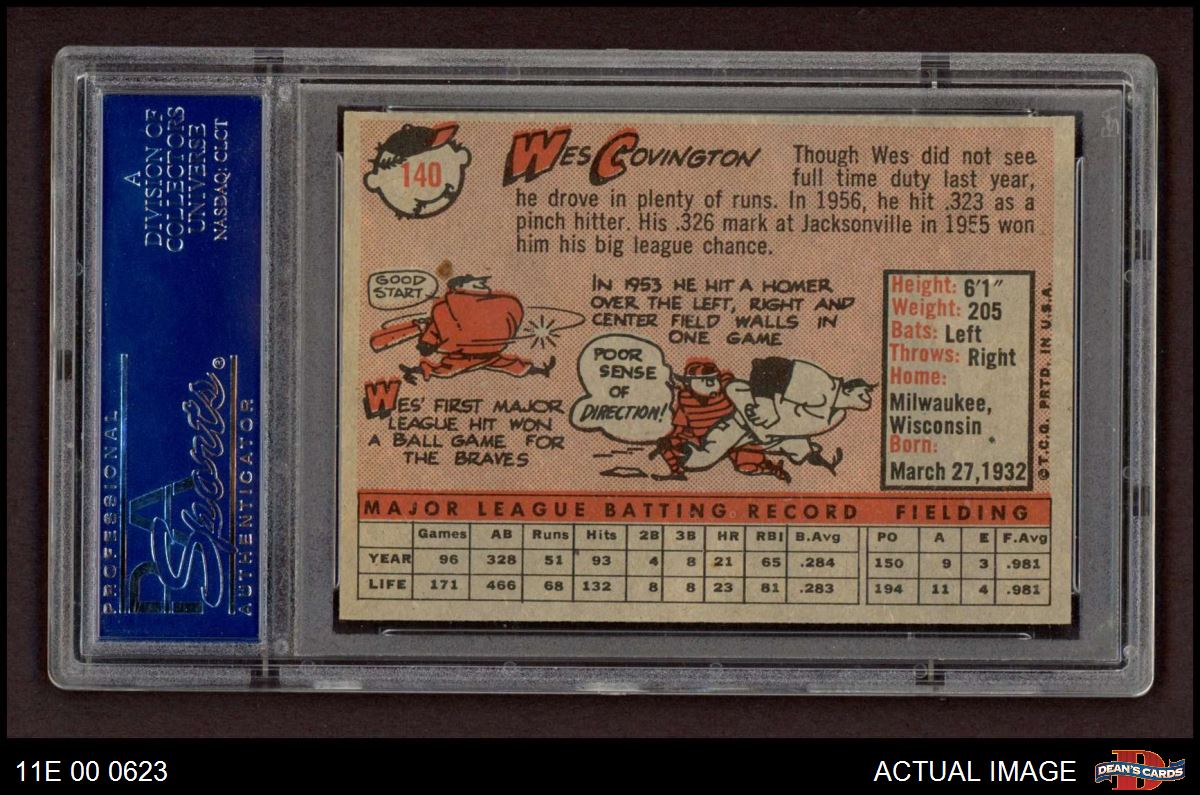 A
DIVISION OF
COLLECTORS
UNIVERSE
NASDAQ: CLCT
PROFESSIONAL
PSA
Sports®
AUTHENTICATOR
140
WES COVINGTON
Though Wes did not see
full time duty last year,
he drove in plenty of runs. In 1956, he hit .323 as a
pinch hitter. His .326 mark at Jacksonville in 1955 won
him his big league chance.
GOOD
START
IN 1953 HE HIT A HOMER
OVER THE LEFT, RIGHT AND
CENTER FIELD WALLS IN
ONE GAME
POOR
SENSE
OF
DIRECTION!
WES' FIRST MAJOR
LEAGUE HIT WON
A BALL GAME FOR
THE BRAVES
Height: 6'1"
Weight: 205
Bats: Left
Throws: Right
Home:
Milwaukee,
Wisconsin
Born:
March 27, 1932
© T.C.G. PRTD. IN U.S.A.
MAJOR LEAGUE BATTING RECORD FIELDING
Games AB Runs Hits 2B 3B HR RBI B.Avg PO A E F.Avg
YEAR 96 328 51 93 4 8 21 65 .284 150 9 3 .981
LIFE 171 466 68 132 8 8 23 81 .283 194 11 4 .981
11E 00 0623
ACTUAL IMAGE
D
DEAN'S CARDS